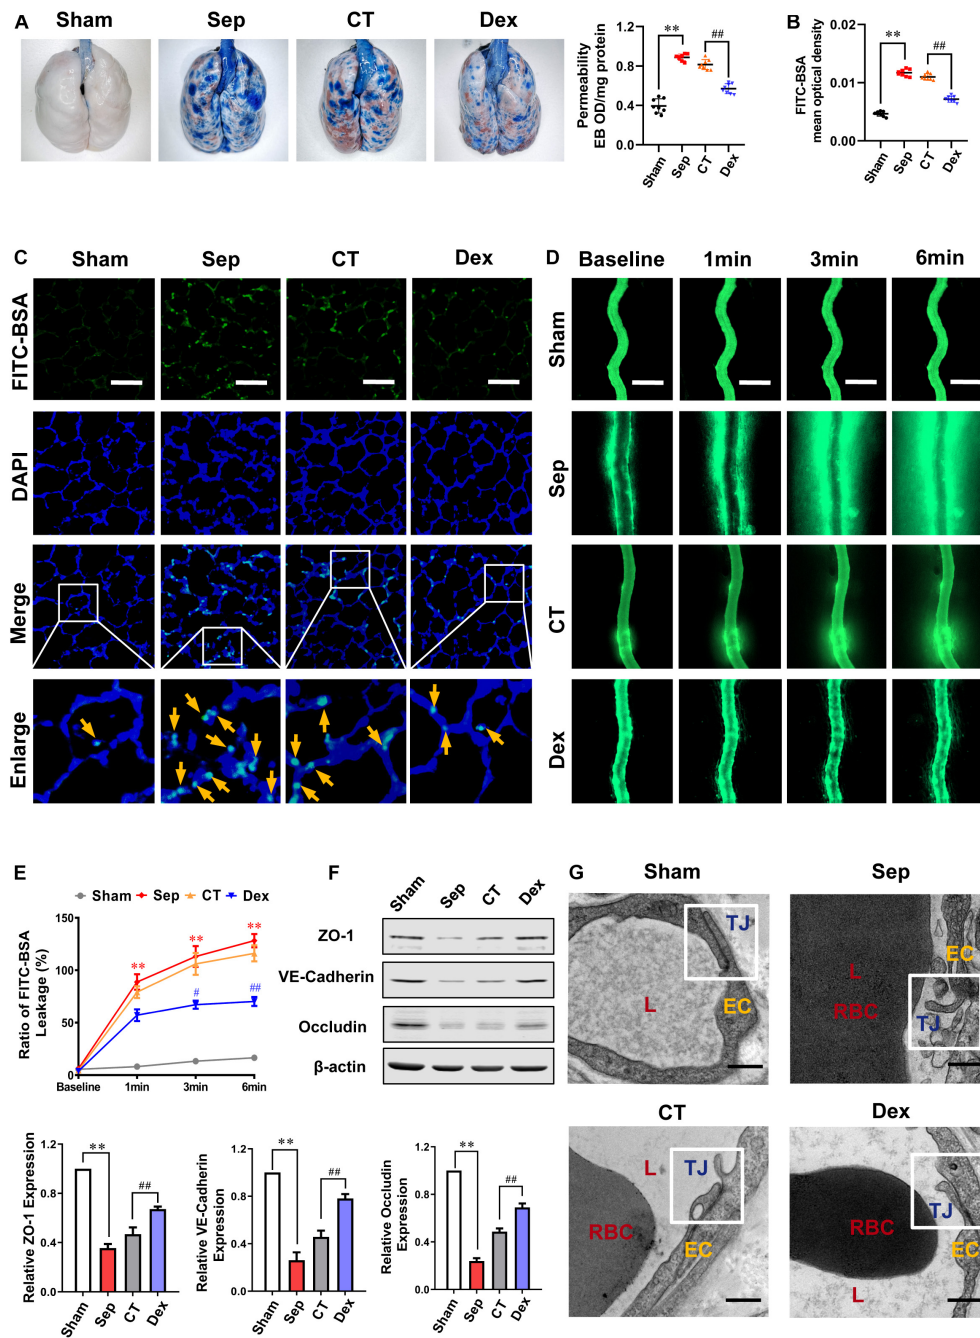 A
Sham
Sep
CT
Dex
Permeability
EB OD/mg protein
1.2
0.8
0.4
0.0
**
##
Sham
Sep
CT
Dex
B
FITC-BSA
mean optical density
0.02
0.01
0.00
**
##
Sham
Sep
CT
Dex
C
Sham
Sep
CT
Dex
FITC-BSA
DAPI
Merge
Enlarge
D
Baseline
1min
3min
6min
Sham
Sep
CT
Dex
E
Sham
Sep
CT
Dex
Ratio of FITC-BSA
Leakage (%)
150
100
50
0
**
**
**
#
##
Baseline
1min
3min
6min
F
Sham
Sep
CT
Dex
ZO-1
VE-Cadherin
Occludin
β-actin
G
Sham
TJ
L
EC
Sep
L
RBC
EC
TJ
CT
L
TJ
RBC
EC
Dex
TJ
RBC
EC
L
Relative ZO-1 Expression
1.2
0.8
0.4
0.0
**
##
Sham
Sep
CT
Dex
Relative VE-Cadherin
Expression
1.2
0.8
0.4
0.0
**
##
Sham
Sep
CT
Dex
Relative Occludin
Expression
1.2
0.8
0.4
0.0
**
##
Sham
Sep
CT
Dex